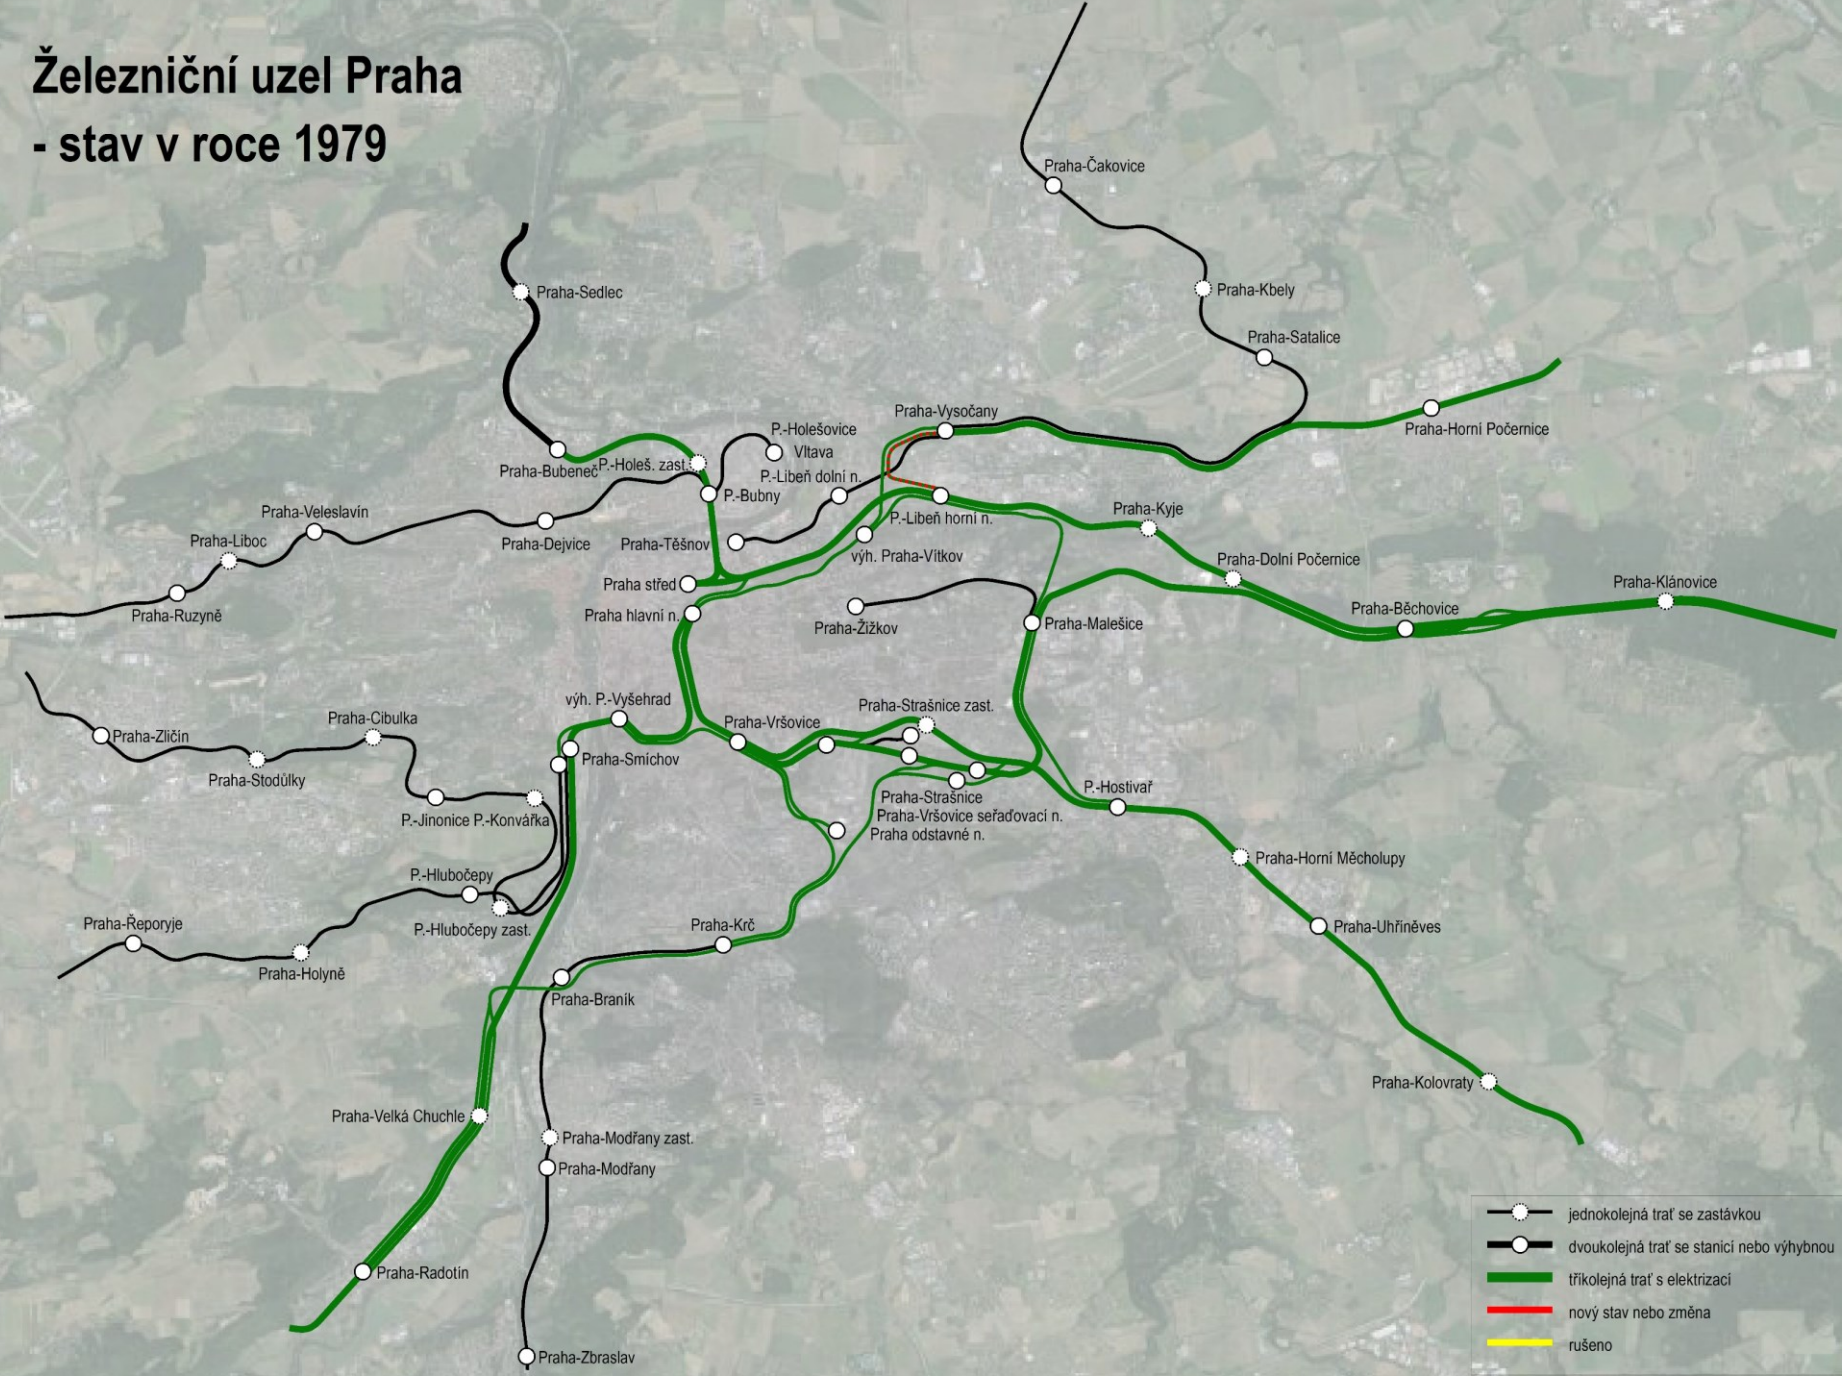 Železniční uzel Praha
- stav v roce 1979
Praha-Čakovice
Praha-Sedlec
Praha-Kbely
Praha-Satalice
Praha-Vysočany
Praha-Horní Počernice
P.-Holešovice
Vltava
Praha-Bubeneč
P.-Holeš. zast.
P.-Libeň dolní n.
P.-Bubny
Praha-Veleslavín
Praha-Liboc
Praha-Dejvice
Praha-Těšnov
P.-Libeň horní n.
Praha-Kyje
výh. Praha-Vítkov
Praha-Dolní Počernice
Praha střed
Praha-Klánovice
Praha-Ruzyně
Praha hlavní n.
Praha-Žižkov
Praha-Malešice
Praha-Běchovice
výh. P.-Vyšehrad
Praha-Strašnice zast.
Praha-Cibulka
Praha-Vršovice
Praha-Zličín
Praha-Smíchov
Praha-Stodůlky
P.-Hostivař
Praha-Strašnice
P.-Jinonice
P.-Konvářka
Praha-Vršovice seřaďovací n.
Praha odstavné n.
Praha-Horní Měcholupy
P.-Hlubočepy
Praha-Řeporyje
P.-Hlubočepy zast.
Praha-Krč
Praha-Uhříněves
Praha-Holyně
Praha-Braník
Praha-Kolovraty
Praha-Velká Chuchle
Praha-Modřany zast.
Praha-Modřany
Praha-Radotín
Praha-Zbraslav
jednokolejná trať se zastávkou
dvoukolejná trať se stanicí nebo výhybnou
tříkolejná trať s elektrizací
nový stav nebo změna
rušeno